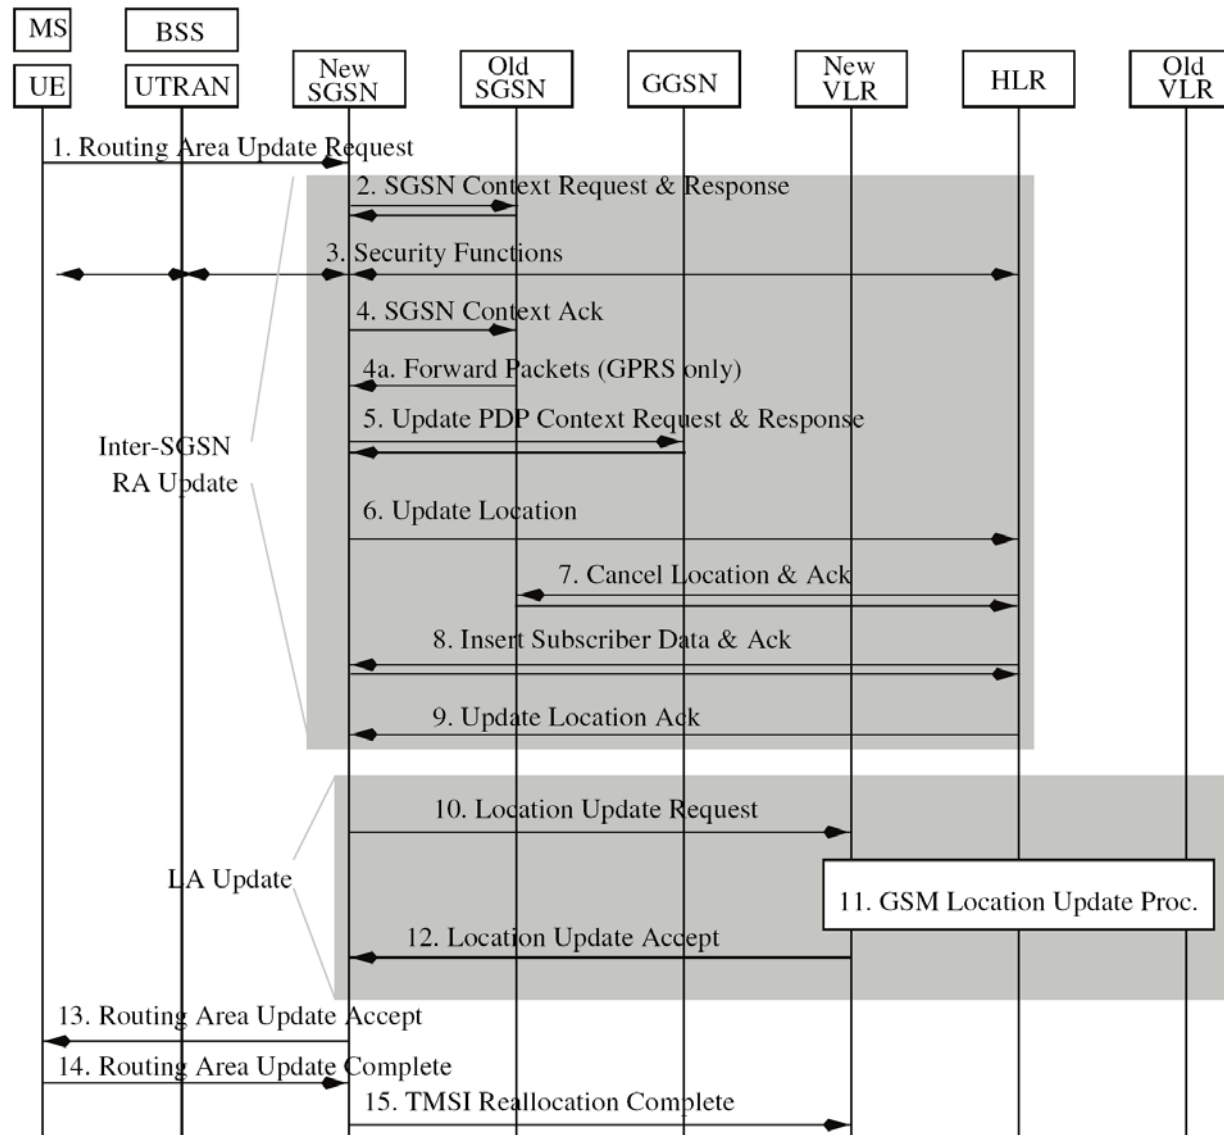 MS
BSS
UE
UTRAN
New
SGSN
Old
SGSN
GGSN
New
VLR
HLR
Old
VLR
1. Routing Area Update Request
2. SGSN Context Request & Response
3. Security Functions
4. SGSN Context Ack
4a. Forward Packets (GPRS only)
5. Update PDP Context Request & Response
Inter-SGSN
RA Update
6. Update Location
7. Cancel Location & Ack
8. Insert Subscriber Data & Ack
9. Update Location Ack
10. Location Update Request
LA Update
11. GSM Location Update Proc.
12. Location Update Accept
13. Routing Area Update Accept
14. Routing Area Update Complete
15. TMSI Reallocation Complete